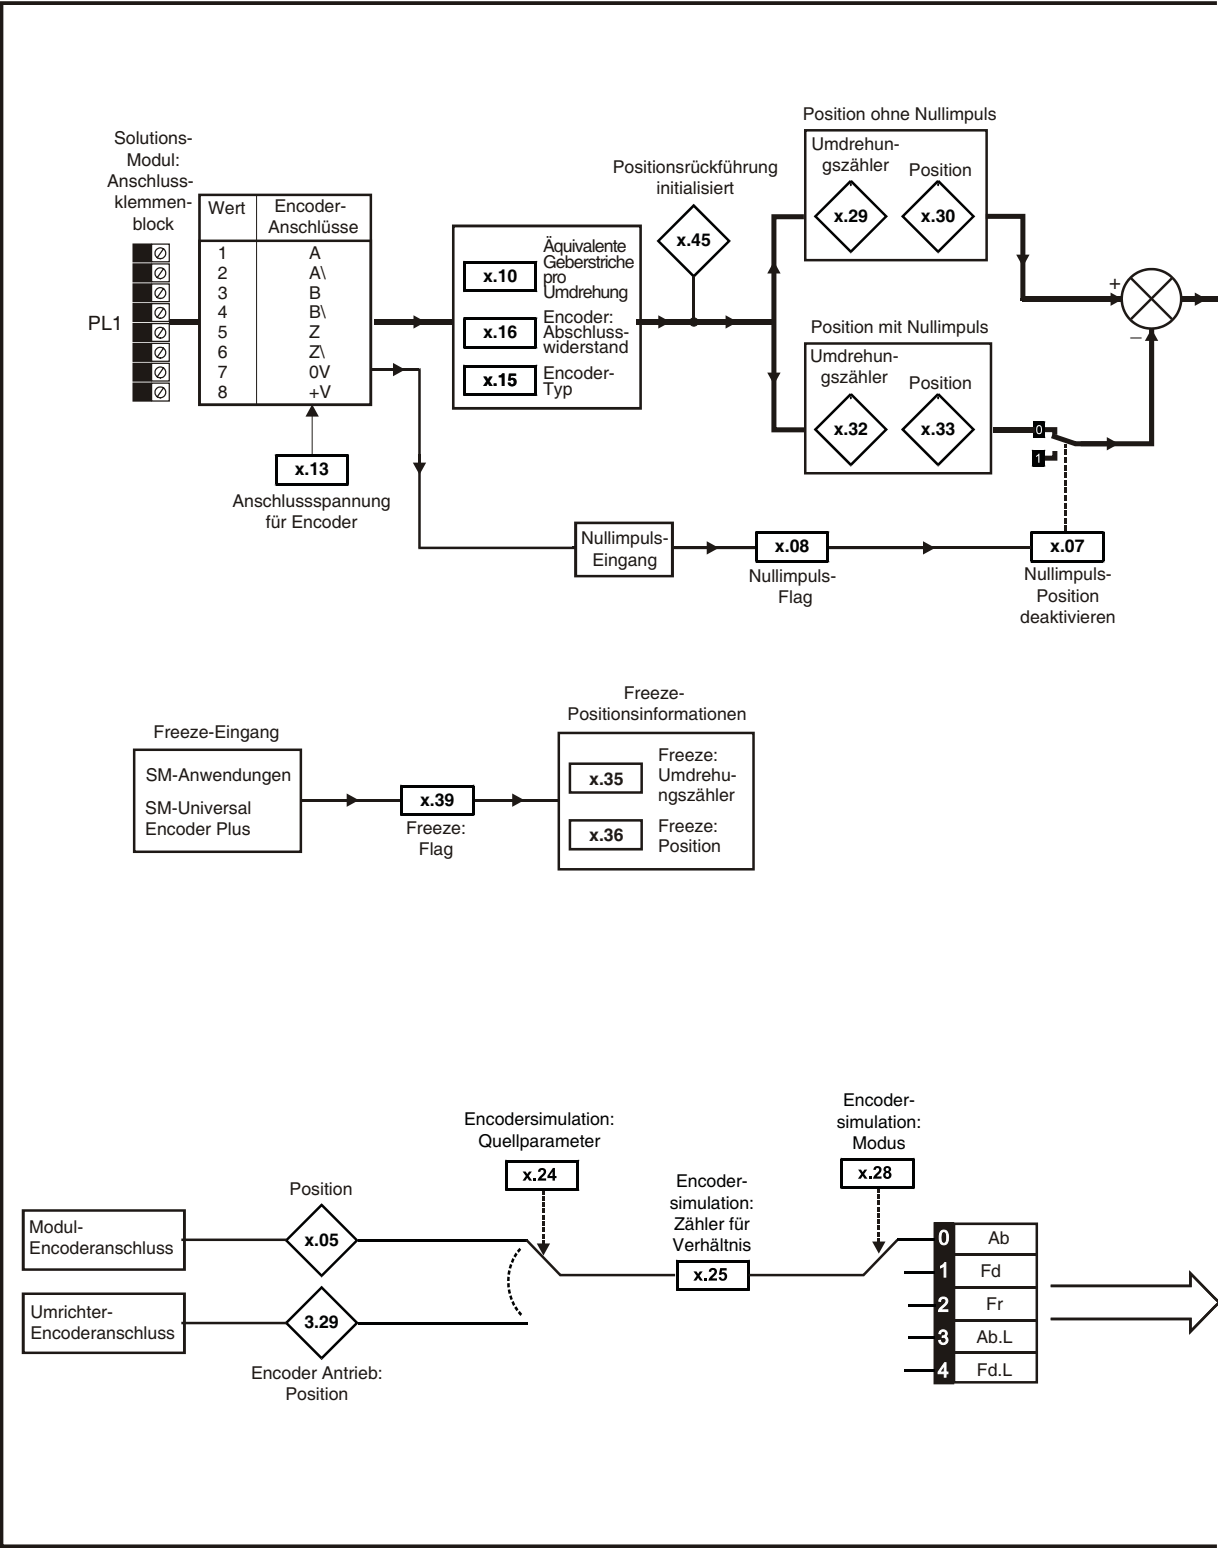 Solutions-
Modul:
Anschluss-
klemmen-
block
PL1
Wert
Encoder-
Anschlüsse
1 A
2 A\
3 B
4 B\
5 Z
6 Z\
7 0V
8 +V
x.13
Anschlussspannung
für Encoder
x.10
Äquivalente
Geberstriche
pro
Umdrehung
x.16
Encoder:
Abschluss-
widerstand
x.15
Encoder-
Typ
Positionsrückführung
initialisiert
x.45
Position ohne Nullimpuls
Umdrehun-
gszähler
Position
x.29
x.30
Position mit Nullimpuls
Umdrehun-
gszähler
Position
x.32
x.33
+
–
0
1
Nullimpuls-
Eingang
x.08
Nullimpuls-
Flag
x.07
Nullimpuls-
Position
deaktivieren
Freeze-Eingang
SM-Anwendungen
SM-Universal
Encoder Plus
x.39
Freeze:
Flag
Freeze-
Positionsinformationen
x.35
Freeze:
Umdrehu-
ngszähler
x.36
Freeze:
Position
Modul-
Encoderanschluss
Position
x.05
Umrichter-
Encoderanschluss
3.29
Encoder Antrieb:
Position
Encodersimulation:
Quellparameter
x.24
Encoder-
simulation:
Zähler für
Verhältnis
x.25
Encoder-
simulation:
Modus
x.28
0 Ab
1 Fd
2 Fr
3 Ab.L
4 Fd.L